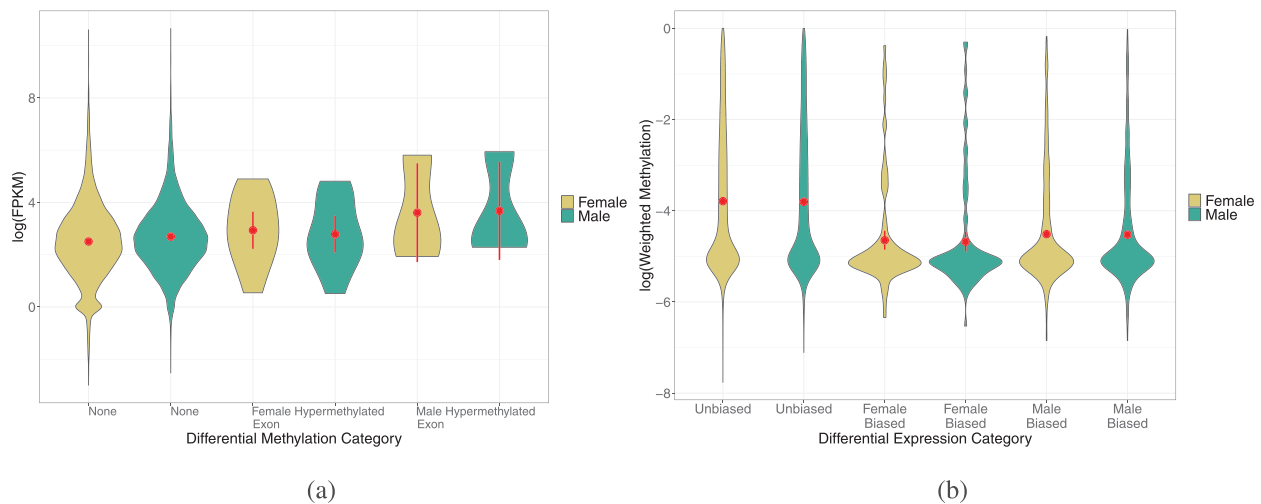 log(FPKM)
8
4
0
None
None
Female Hypermethylated
Exon
Male Hypermethylated
Exon
Differential Methylation Category
Female
Male
(a)
log(Weighted Methylation)
0
−2
−4
−6
−8
Unbiased
Unbiased
Female
Biased
Female
Biased
Male
Biased
Male
Biased
Differential Expression Category
Female
Male
(b)